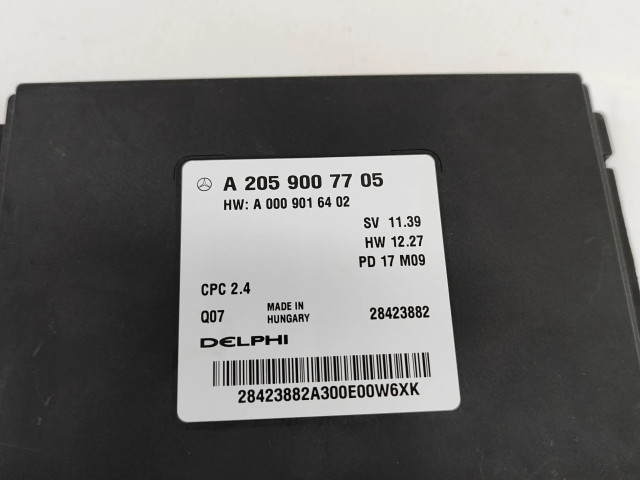 A 205 900 77 05
HW: A 000 901 64 02
SV 11.39
HW 12.27
PD 17 M09
CPC 2.4
Q07 MADE IN HUNGARY 28423882
DELPHI
28423882A300E00W6XK